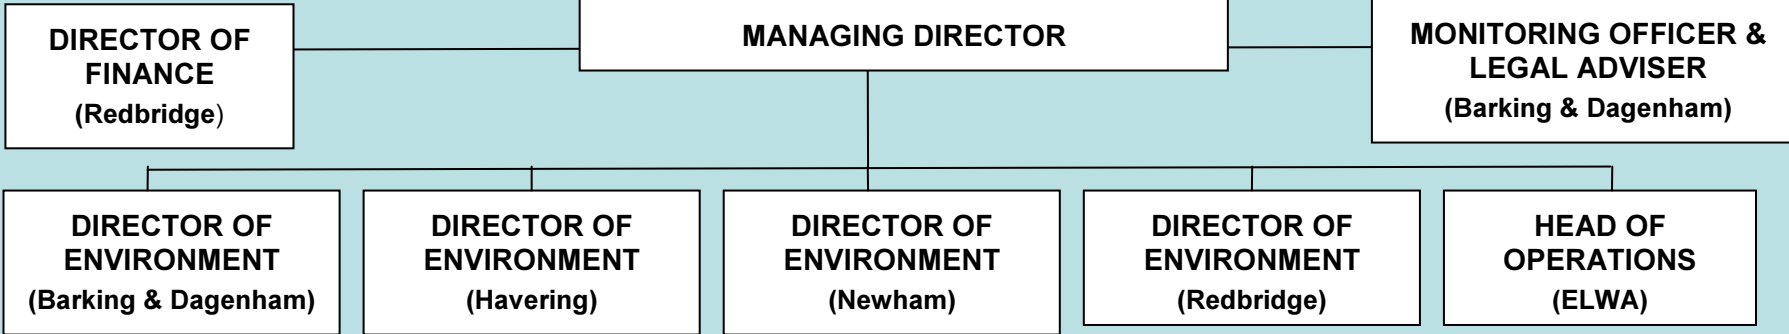 DIRECTOR OF
FINANCE
(Redbridge)
MANAGING DIRECTOR
MONITORING OFFICER &
LEGAL ADVISER
(Barking & Dagenham)
DIRECTOR OF
ENVIRONMENT
(Barking & Dagenham)
DIRECTOR OF
ENVIRONMENT
(Havering)
DIRECTOR OF
ENVIRONMENT
(Newham)
DIRECTOR OF
ENVIRONMENT
(Redbridge)
HEAD OF
OPERATIONS
(ELWA)